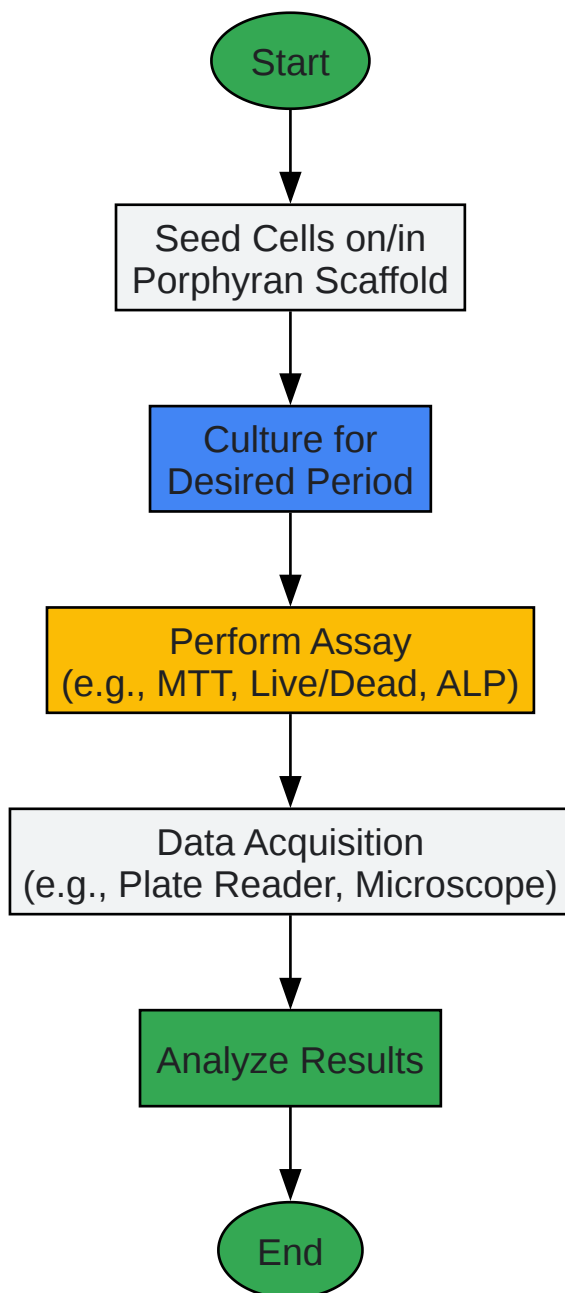 Start
Seed Cells on/in
Porphyran Scaffold
Culture for
Desired Period
Perform Assay
(e.g., MTT, Live/Dead, ALP)
Data Acquisition
(e.g., Plate Reader, Microscope)
Analyze Results
End